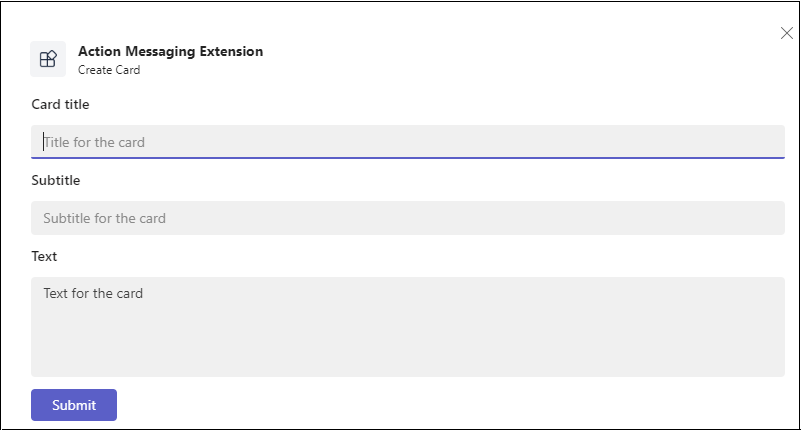 Action Messaging Extension
Create Card
Card title
Title for the card
Subtitle
Subtitle for the card
Text
Text for the card
Submit